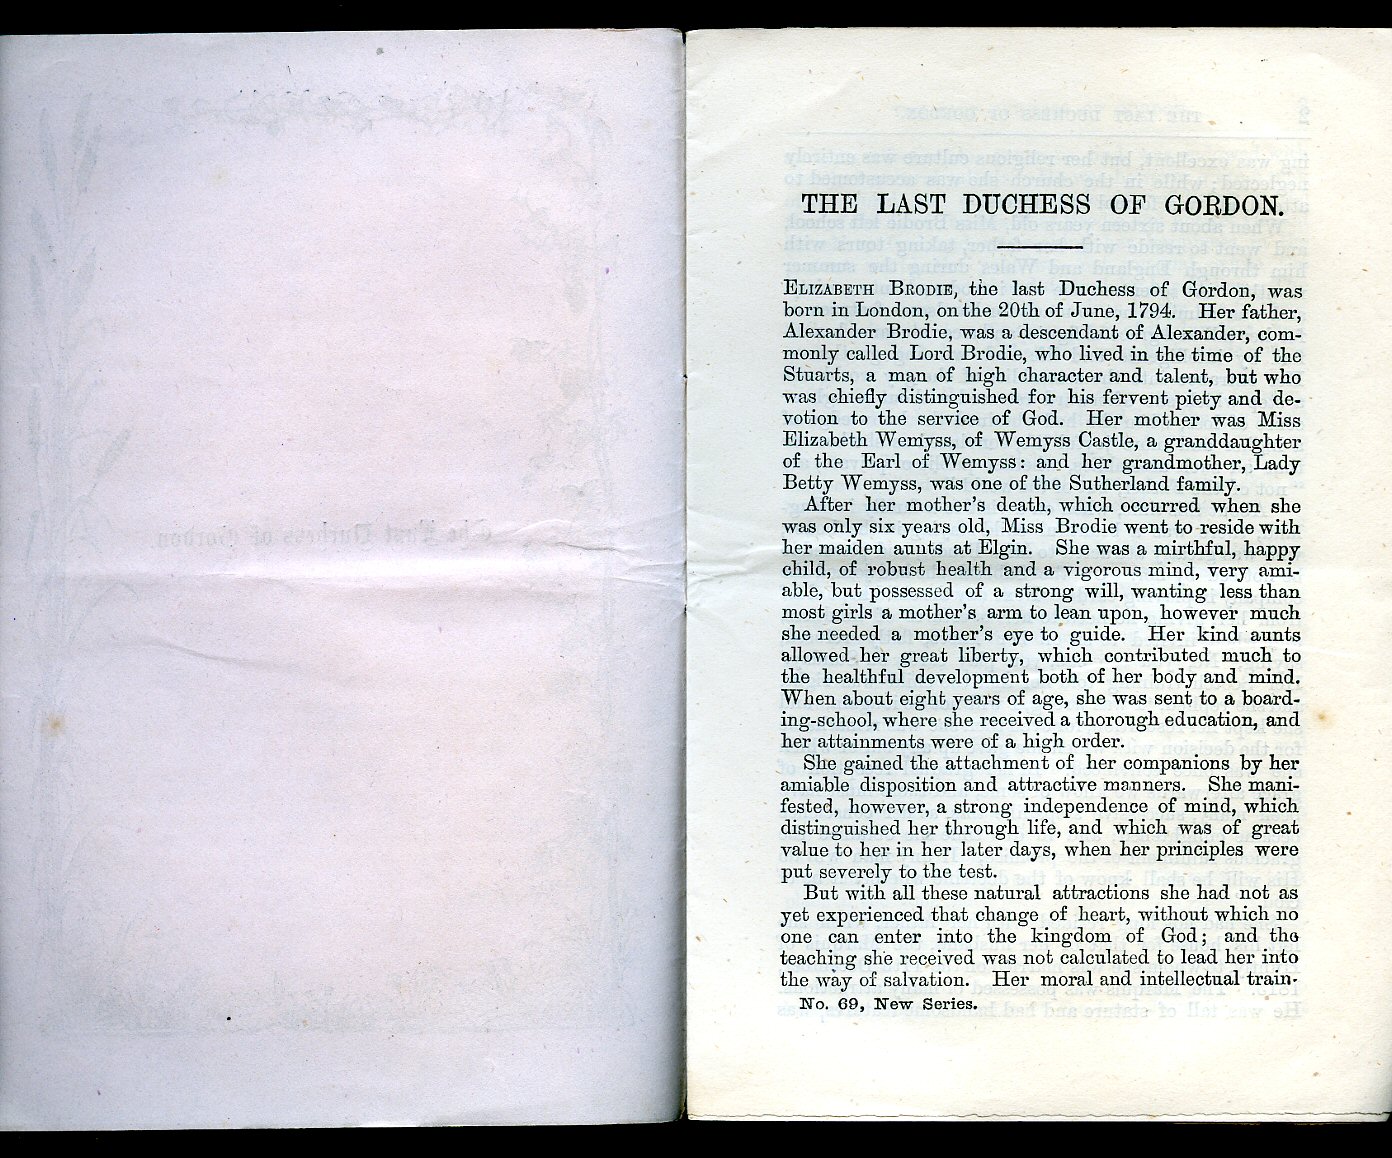 THE LAST DUCHESS OF GORDON.
ELIZABETH BRODIE, the last Duchess of Gordon, was
born in London, on the 20th of June, 1794. Her father,
Alexander Brodie, was a descendant of Alexander, com-
monly called Lord Brodie, who lived in the time of the
Stuarts, a man of high character and talent, but who
was chiefly distinguished for his fervent piety and de-
votion to the service of God. Her mother was Miss
Elizabeth Wemyss, of Wemyss Castle, a granddaughter
of the Earl of Wemyss: and her grandmother, Lady
Betty Wemyss, was one of the Sutherland family.
After her mother's death, which occurred when she
was only six years old, Miss Brodie went to reside with
her maiden aunts at Elgin. She was a mirthful, happy
child, of robust health and a vigorous mind, very ami-
able, but possessed of a strong will, wanting less than
most girls a mother's arm to lean upon, however much
she needed a mother's eye to guide. Her kind aunts
allowed her great liberty, which contributed much to
the healthful development both of her body and mind.
When about eight years of age, she was sent to a board-
ing-school, where she received a thorough education, and
her attainments were of a high order.
She gained the attachment of her companions by her
amiable disposition and attractive manners. She mani-
fested, however, a strong independence of mind, which
distinguished her through life, and which was of great
value to her in her later days, when her principles were
put severely to the test.
But with all these natural attractions she had not as
yet experienced that change of heart, without which no
one can enter into the kingdom of God; and the
teaching she received was not calculated to lead her into
the way of salvation. Her moral and intellectual train-
No. 69, New Series.